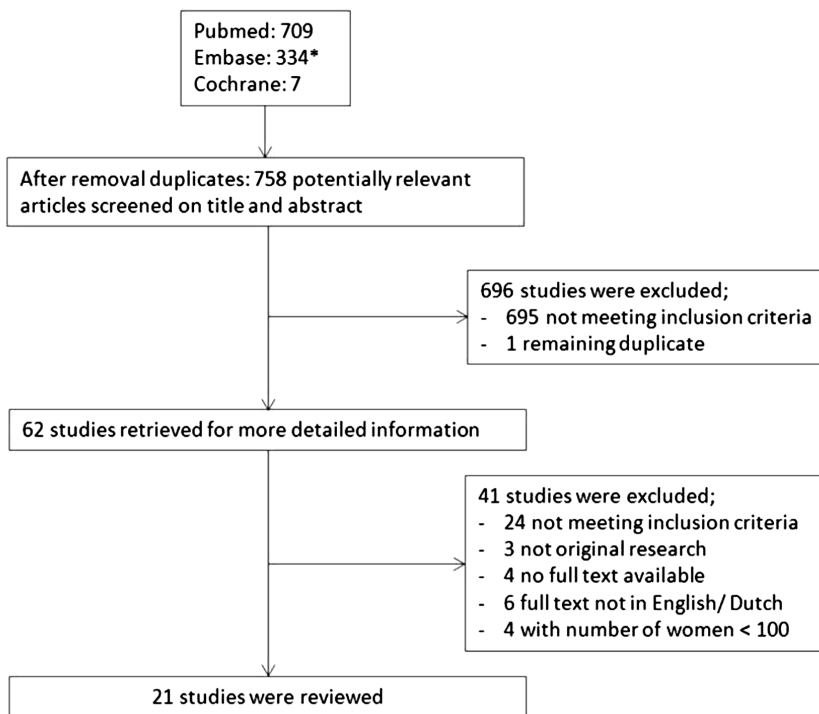 Pubmed: 709
Embase: 334*
Cochrane: 7
After removal duplicates: 758 potentially relevant
articles screened on title and abstract
696 studies were excluded;
- 695 not meeting inclusion criteria
- 1 remaining duplicate
62 studies retrieved for more detailed information
41 studies were excluded;
- 24 not meeting inclusion criteria
- 3 not original research
- 4 no full text available
- 6 full text not in English/ Dutch
- 4 with number of women < 100
21 studies were reviewed